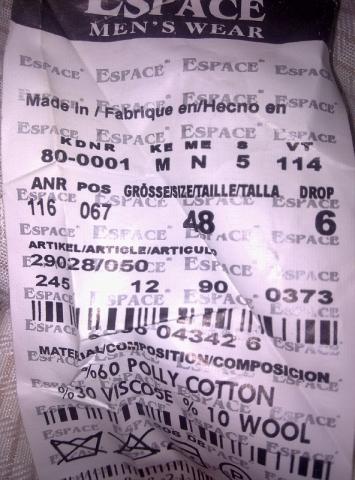 ESPACE
MEN'S WEAR
Made in / Fabrique en/Hecno en
KDNR KE ME S VT
80-0001 M N 5 114
ANR POS GRÖSSE/SIZE/TAILLE/TALLA DROP
116 067 48 6
ARTIKEL/ARTICLE/ARTICULO
29028/050
245 12 90 0373
04342 6
MATERIAL/COMPOSITION/COMPOSICION
%60 POLLY COTTON
%30 VISCOSE % 10 WOOL